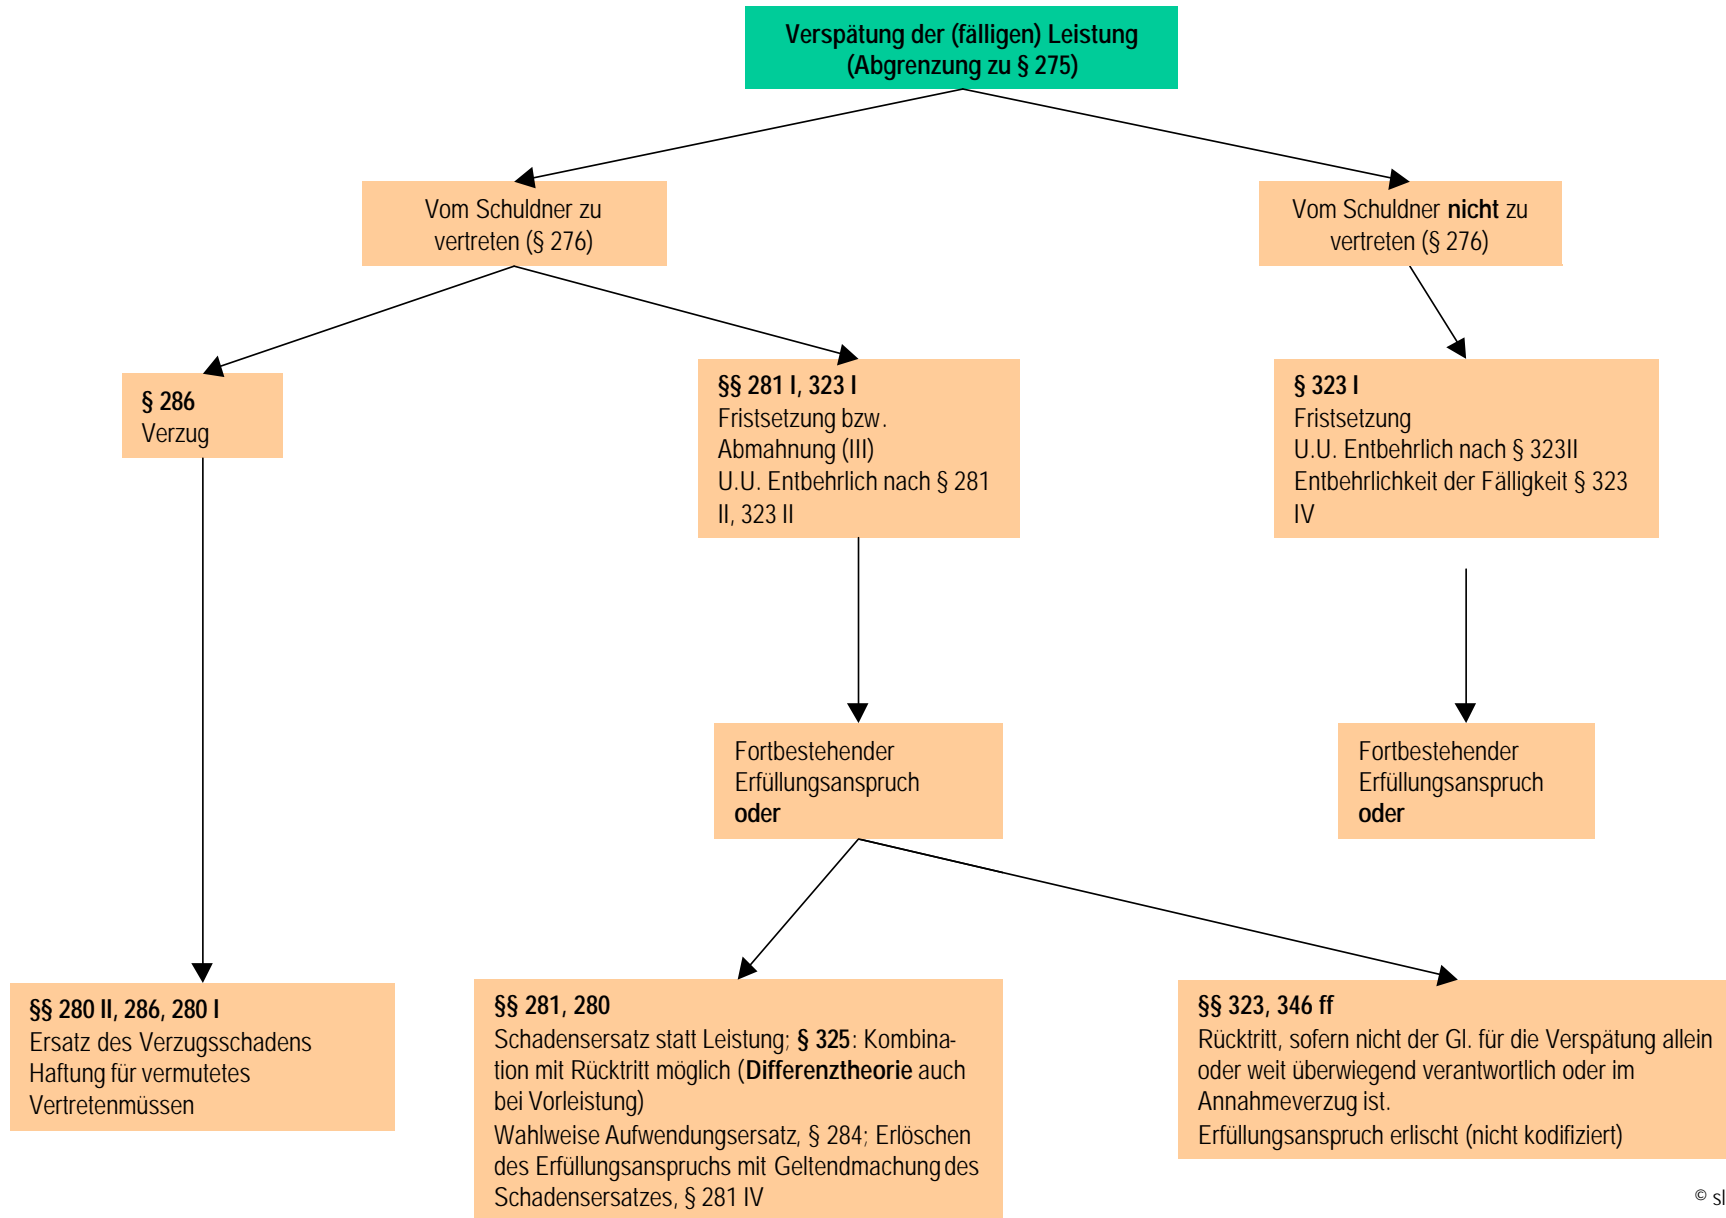 Verspätung der (fälligen) Leistung
(Abgrenzung zu § 275)
Vom Schuldner zu
vertreten (§ 276)
Vom Schuldner nicht zu
vertreten (§ 276)
§ 286
Verzug
§§ 281 I, 323 I
Fristsetzung bzw.
Abmahnung (III)
U.U. Entbehrlich nach § 281
II, 323 II
§ 323 I
Fristsetzung
U.U. Entbehrlich nach § 323II
Entbehrlichkeit der Fälligkeit § 323
IV
Fortbestehender
Erfüllungsanspruch
oder
Fortbestehender
Erfüllungsanspruch
oder
§§ 280 II, 286, 280 I
Ersatz des Verzugsschadens
Haftung für vermutetes
Vertretenmüssen
§§ 281, 280
Schadensersatz statt Leistung; § 325: Kombina-
tion mit Rücktritt möglich (Differenztheorie auch
bei Vorleistung)
Wahlweise Aufwendungsersatz, § 284; Erlöschen
des Erfüllungsanspruchs mit Geltendmachung des
Schadensersatzes, § 281 IV
§§ 323, 346 ff
Rücktritt, sofern nicht der Gl. für die Verspätung allein
oder weit überwiegend verantwortlich oder im
Annahmeverzug ist.
Erfüllungsanspruch erlischt (nicht kodifiziert)
© sl